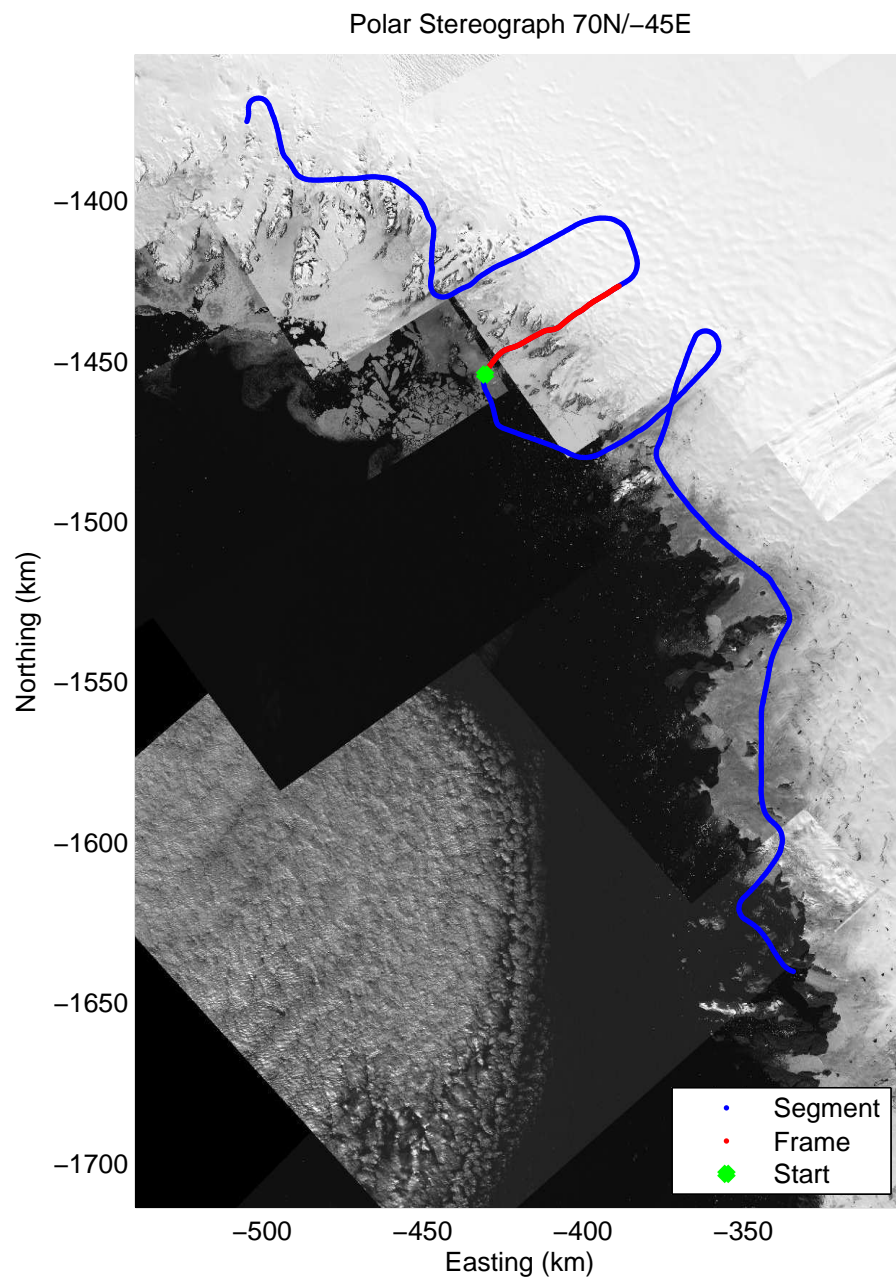 Polar Stereograph 70N/−45E
−1400
−1450
−1500
−1550
−1600
−1650
−1700
Northing (km)
−500
−450
−400
−350
Easting (km)
Segment
Frame
Start